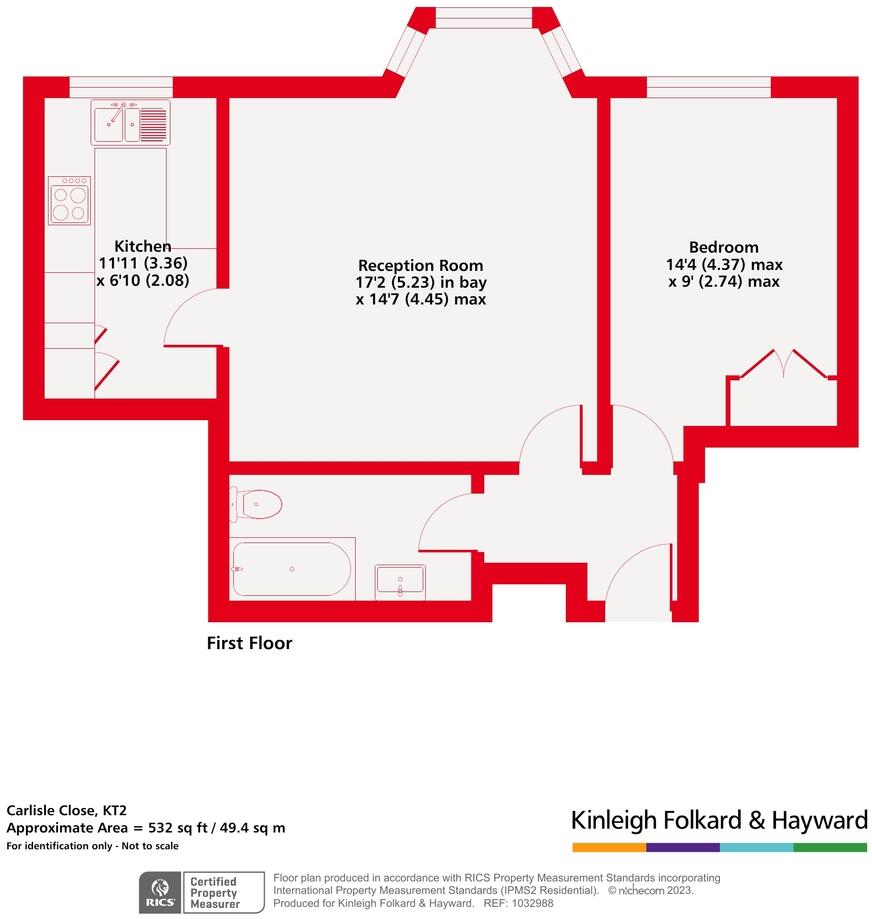 Kitchen
11'11 (3.36)
x 6'10 (2.08)
Reception Room
17'2 (5.23) in bay
x 14'7 (4.45) max
Bedroom
14'4 (4.37) max
x 9' (2.74) max
First Floor
Carlisle Close, KT2
Approximate Area = 532 sq ft / 49.4 sq m
For identification only - Not to scale
Kinleigh Folkard & Hayward
RICS
Certified
Property
Measurer
Floor plan produced in accordance with RICS Property Measurement Standards incorporating
International Property Measurement Standards (IPMS2 Residential). © nichecom 2023.
Produced for Kinleigh Folkard & Hayward. REF: 1032988